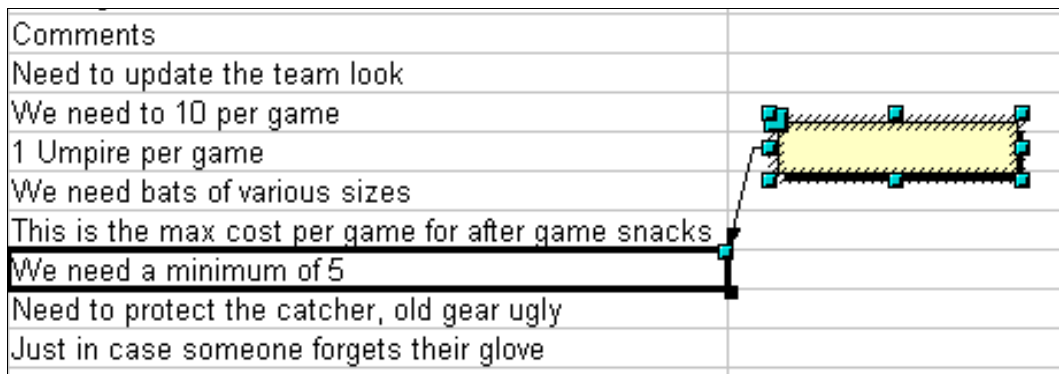 Comments
Need to update the team look
We need to 10 per game
1 Umpire per game
We need bats of various sizes
This is the max cost per game for after game snacks
We need a minimum of 5
Need to protect the catcher, old gear ugly
Just in case someone forgets their glove